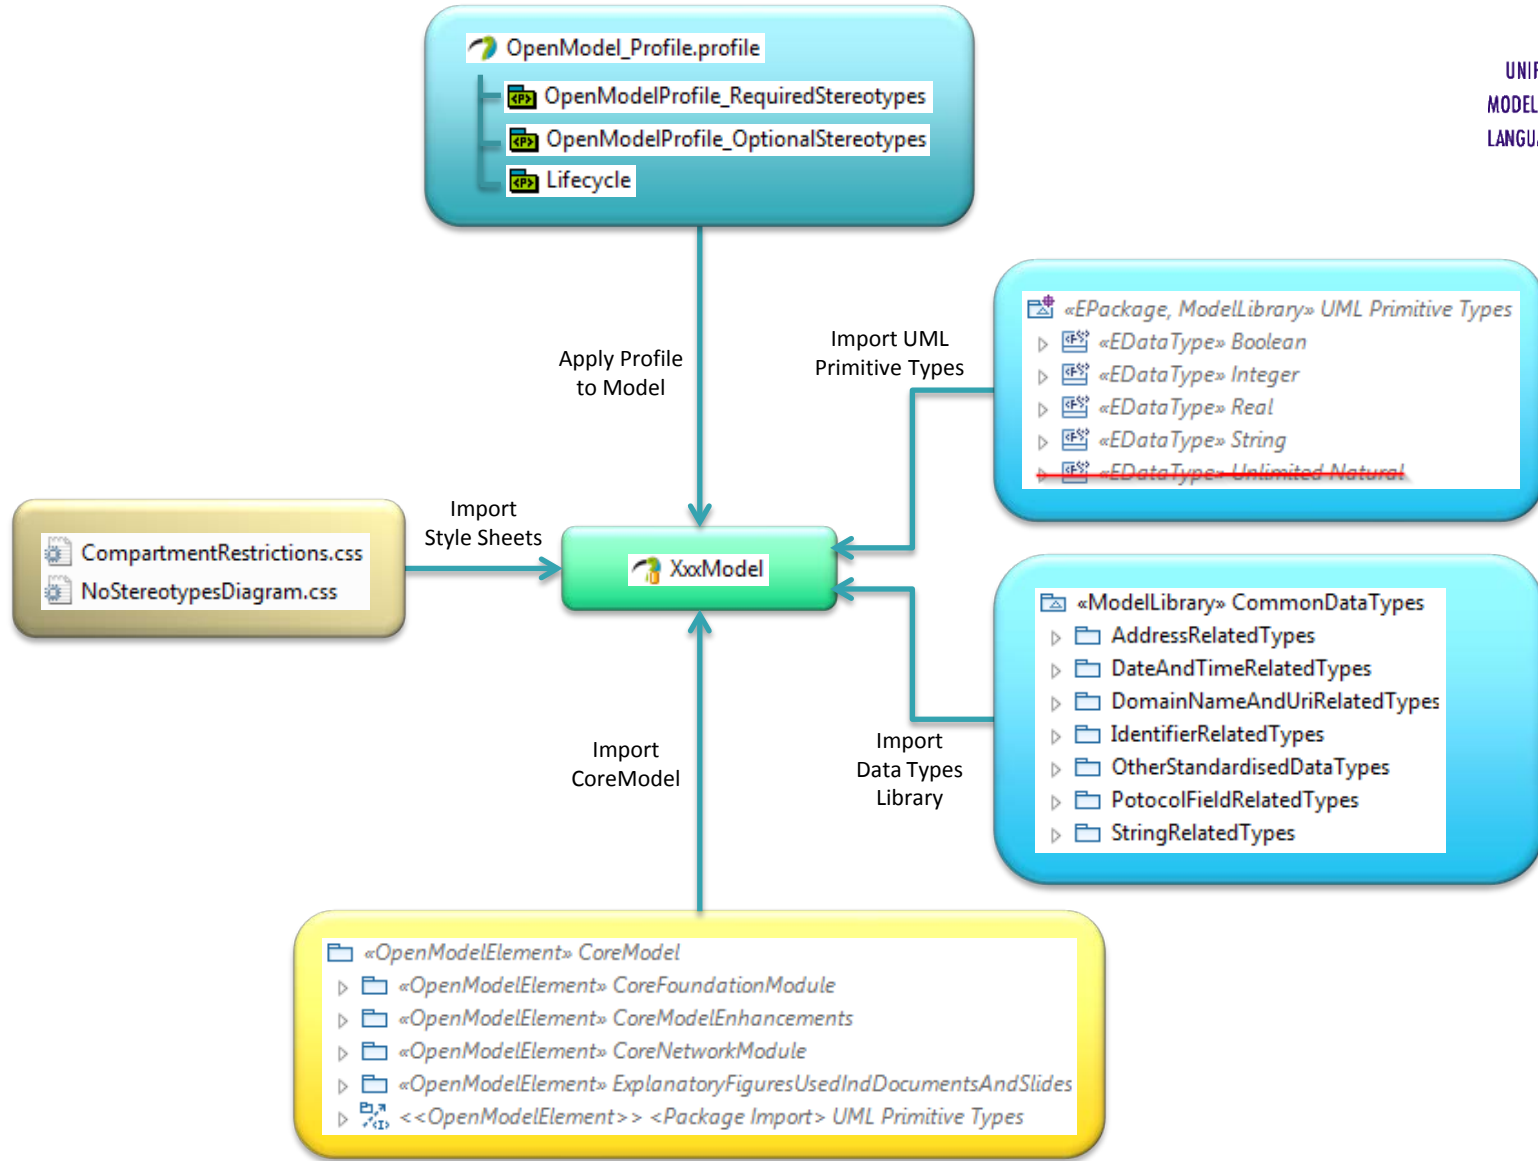 OpenModel_Profile.profile
OpenModelProfile_RequiredStereotypes
OpenModelProfile_OptionalStereotypes
Lifecycle
Apply Profile
to Model
Import UML
Primitive Types
«EPackage, ModelLibrary» UML Primitive Types
«EDataType» Boolean
«EDataType» Integer
«EDataType» Real
«EDataType» String
«EDataType» Unlimited Natural
Import
Style Sheets
CompartmentRestrictions.css
NoStereotypesDiagram.css
XxxModel
«ModelLibrary» CommonDataTypes
AddressRelatedTypes
DateAndTimeRelatedTypes
DomainNameAndUriRelatedTypes
IdentifierRelatedTypes
OtherStandardisedDataTypes
PotocolFieldRelatedTypes
StringRelatedTypes
Import
CoreModel
Import
Data Types
Library
«OpenModelElement» CoreModel
«OpenModelElement» CoreFoundationModule
«OpenModelElement» CoreModelEnhancements
«OpenModelElement» CoreNetworkModule
«OpenModelElement» ExplanatoryFiguresUsedIndDocumentsAndSlides
<<OpenModelElement>> <Package Import> UML Primitive Types